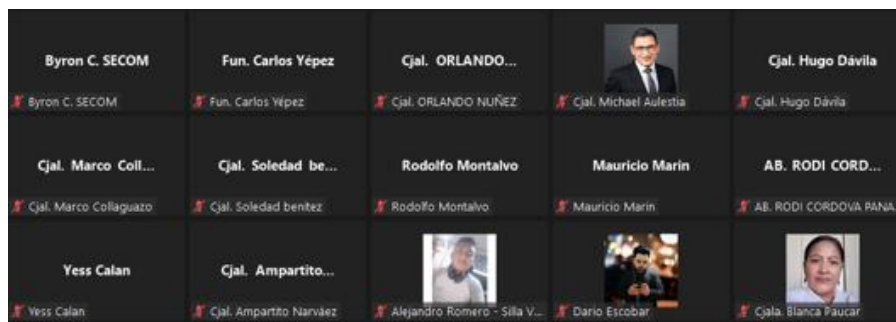 Byron C. SECOM
Fun. Carlos Yépez
Cjal. ORLANDO...
Cjal. Hugo Dávila
Byron C. SECOM
Fun. Carlos Yépez
Cjal. ORLANDO NUÑEZ
Cjal. Michael Aulestia
Cjal. Hugo Dávila
Cjal. Marco Coll...
Cjal. Soledad be...
Rodolfo Montalvo
Mauricio Marin
AB. RODI CORD...
Cjal. Marco Collaguazo
Cjal. Soledad benitez
Rodolfo Montalvo
Mauricio Marin
AB. RODI CORDOVA PANA
Yess Calan
Cjal. Ampartito...
Yess Calan
Cjal. Ampartito Narváez
Alejandro Romero - Silla V...
Dario Escobar
Cjala. Blanca Paucar